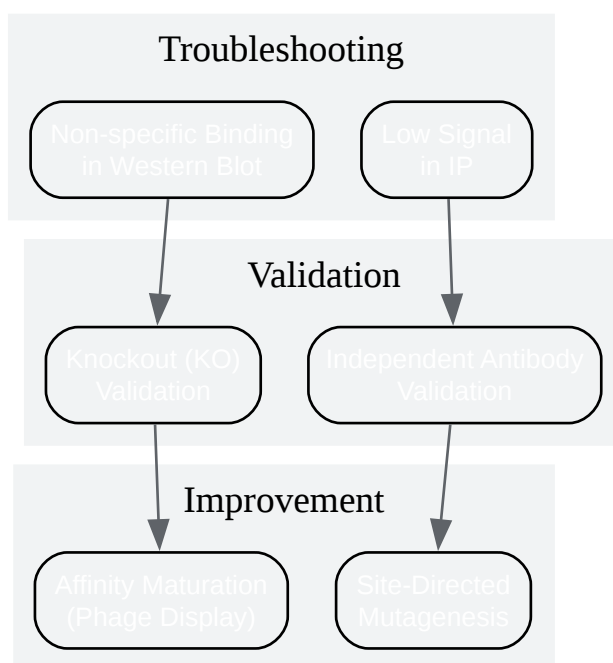 Troubleshooting
Non-specific Binding
in Western Blot
Low Signal
in IP
Validation
Knockout (KO)
Validation
Independent Antibody
Validation
Improvement
Affinity Maturation
(Phage Display)
Site-Directed
Mutagenesis